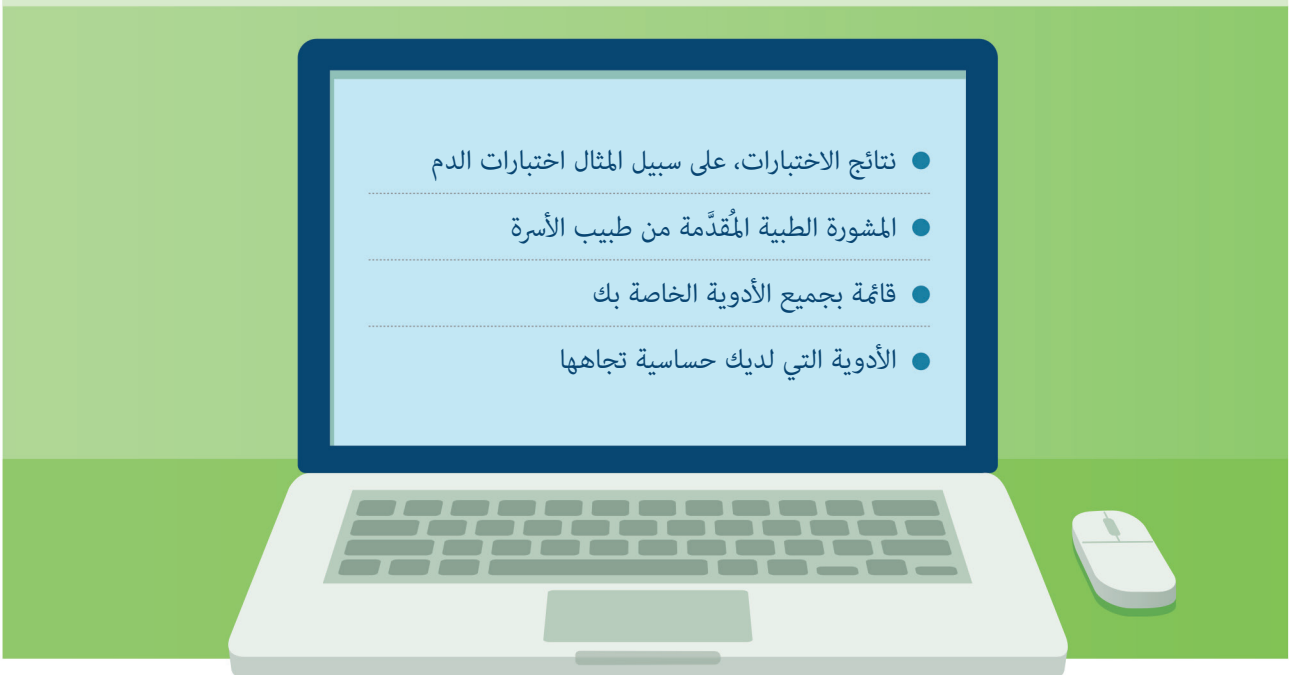 ● نتائج الاختبارات، على سبيل المثال اختبارات الدم
● المشورة الطبية المُقدَّمة من طبيب الأسرة
● قائمة بجميع الأدوية الخاصة بك
● الأدوية التي لديك حساسية تجاهها